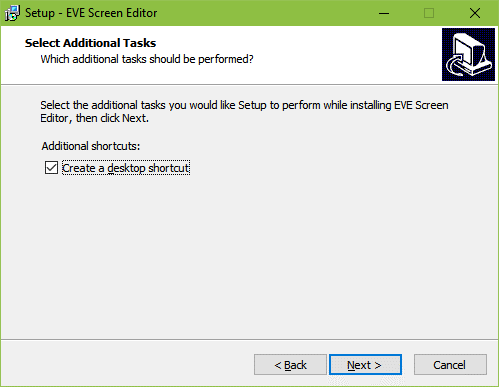 Setup - EVE Screen Editor
Select Additional Tasks
Which additional tasks should be performed?
Select the additional tasks you would like Setup to perform while installing EVE Screen
Editor, then click Next.
Additional shortcuts:
Create a desktop shortcut
< Back
Next >
Cancel